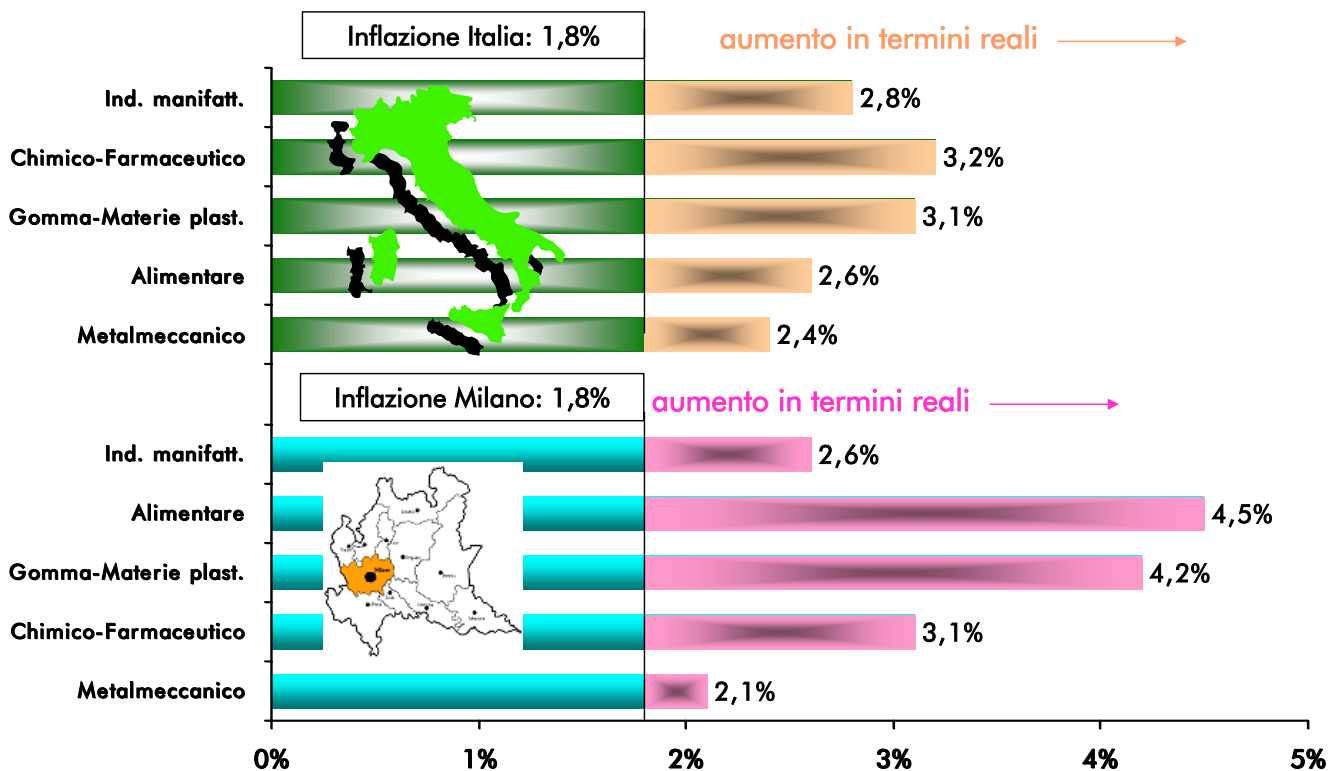 Inflazione Italia: 1,8%
aumento in termini reali
Ind. manifatt.
2,8%
Chimico-Farmaceutico
3,2%
Gomma-Materie plast.
3,1%
Alimentare
2,6%
Metalmeccanico
2,4%
Inflazione Milano: 1,8%
aumento in termini reali
Ind. manifatt.
2,6%
Alimentare
4,5%
Gomma-Materie plast.
4,2%
Milano
Chimico-Farmaceutico
3,1%
Metalmeccanico
2,1%
0% 1% 2% 3% 4% 5%